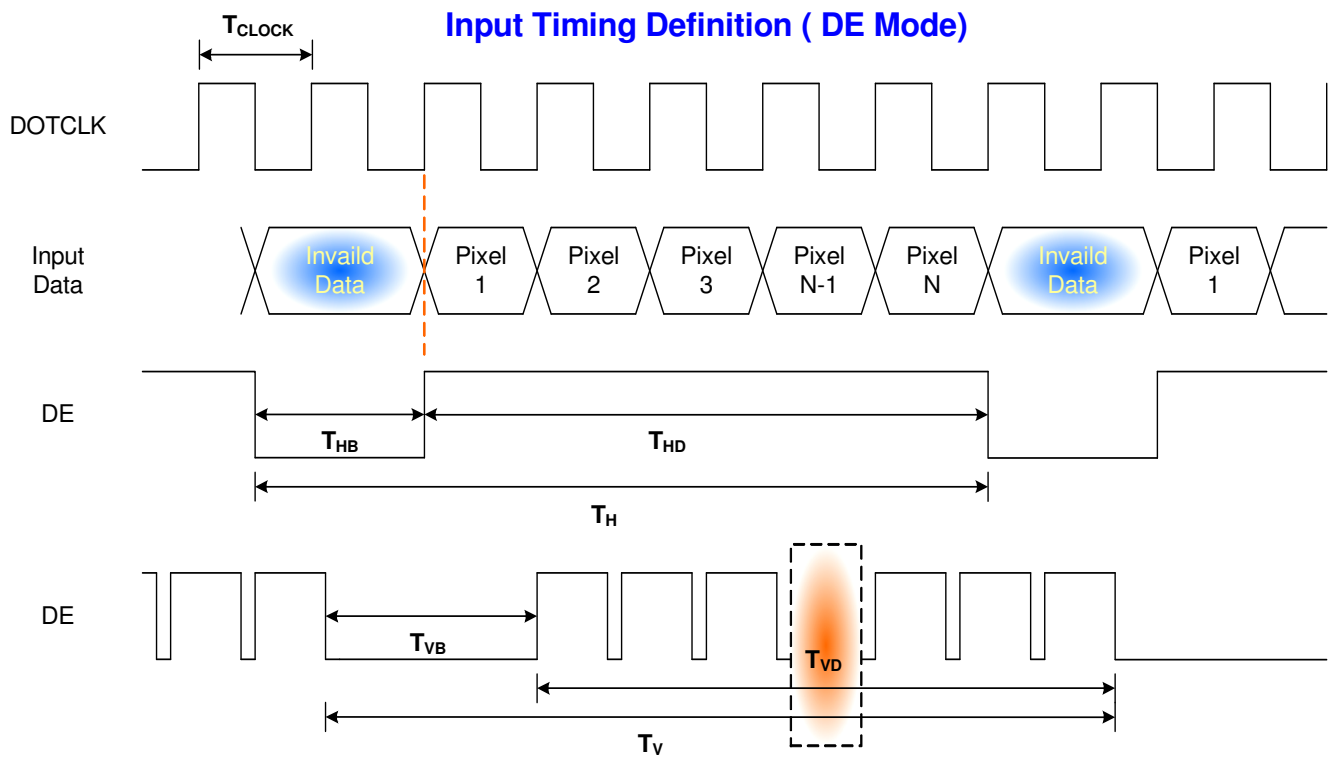 Input Timing Definition ( DE Mode)
TCLOCK
DOTCLK
Input
Data
Invaild
Data
Pixel
1
Pixel
2
Pixel
3
Pixel
N-1
Pixel
N
Invaild
Data
Pixel
1
DE
THB
THD
TH
DE
TVB
TVD
TV